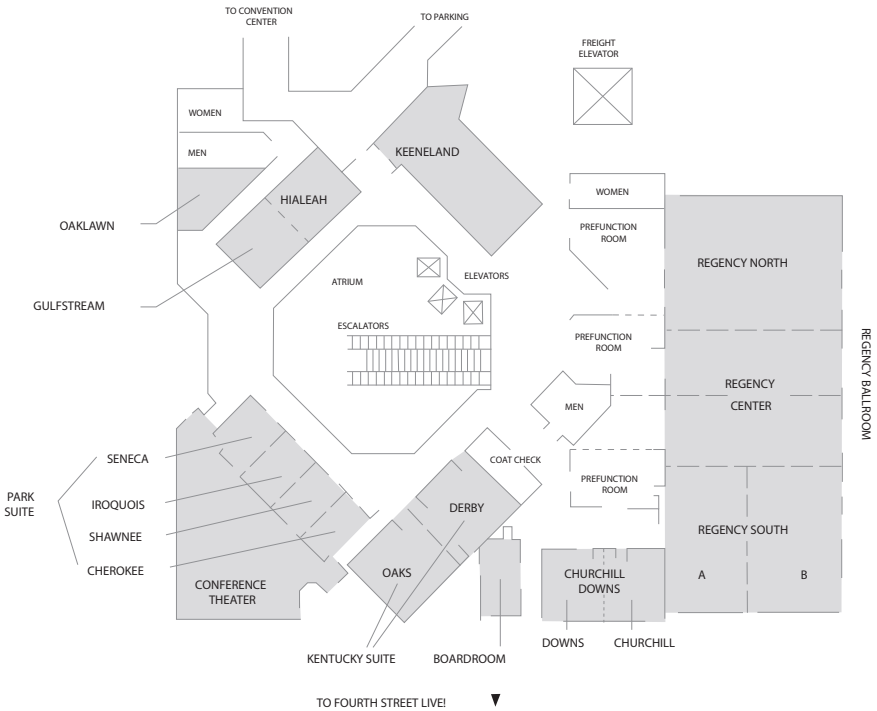 TO CONVENTION
CENTER
TO PARKING
FREIGHT
ELEVATOR
WOMEN
MEN
KEENELAND
HIALEAH
WOMEN
OAKLAWN
PREFUNCTION
ROOM
REGENCY NORTH
ATRIUM
ELEVATORS
GULFSTREAM
ESCALATORS
PREFUNCTION
ROOM
REGENCY BALLROOM
REGENCY
CENTER
MEN
SENECA
COAT CHECK
PARK
SUITE
IROQUOIS
PREFUNCTION
ROOM
SHAWNEE
DERBY
REGENCY SOUTH
CHEROKEE
OAKS
CONFERENCE
THEATER
CHURCHILL
DOWNS
A
B
DOWNS
CHURCHILL
KENTUCKY SUITE
BOARDROOM
TO FOURTH STREET LIVE!